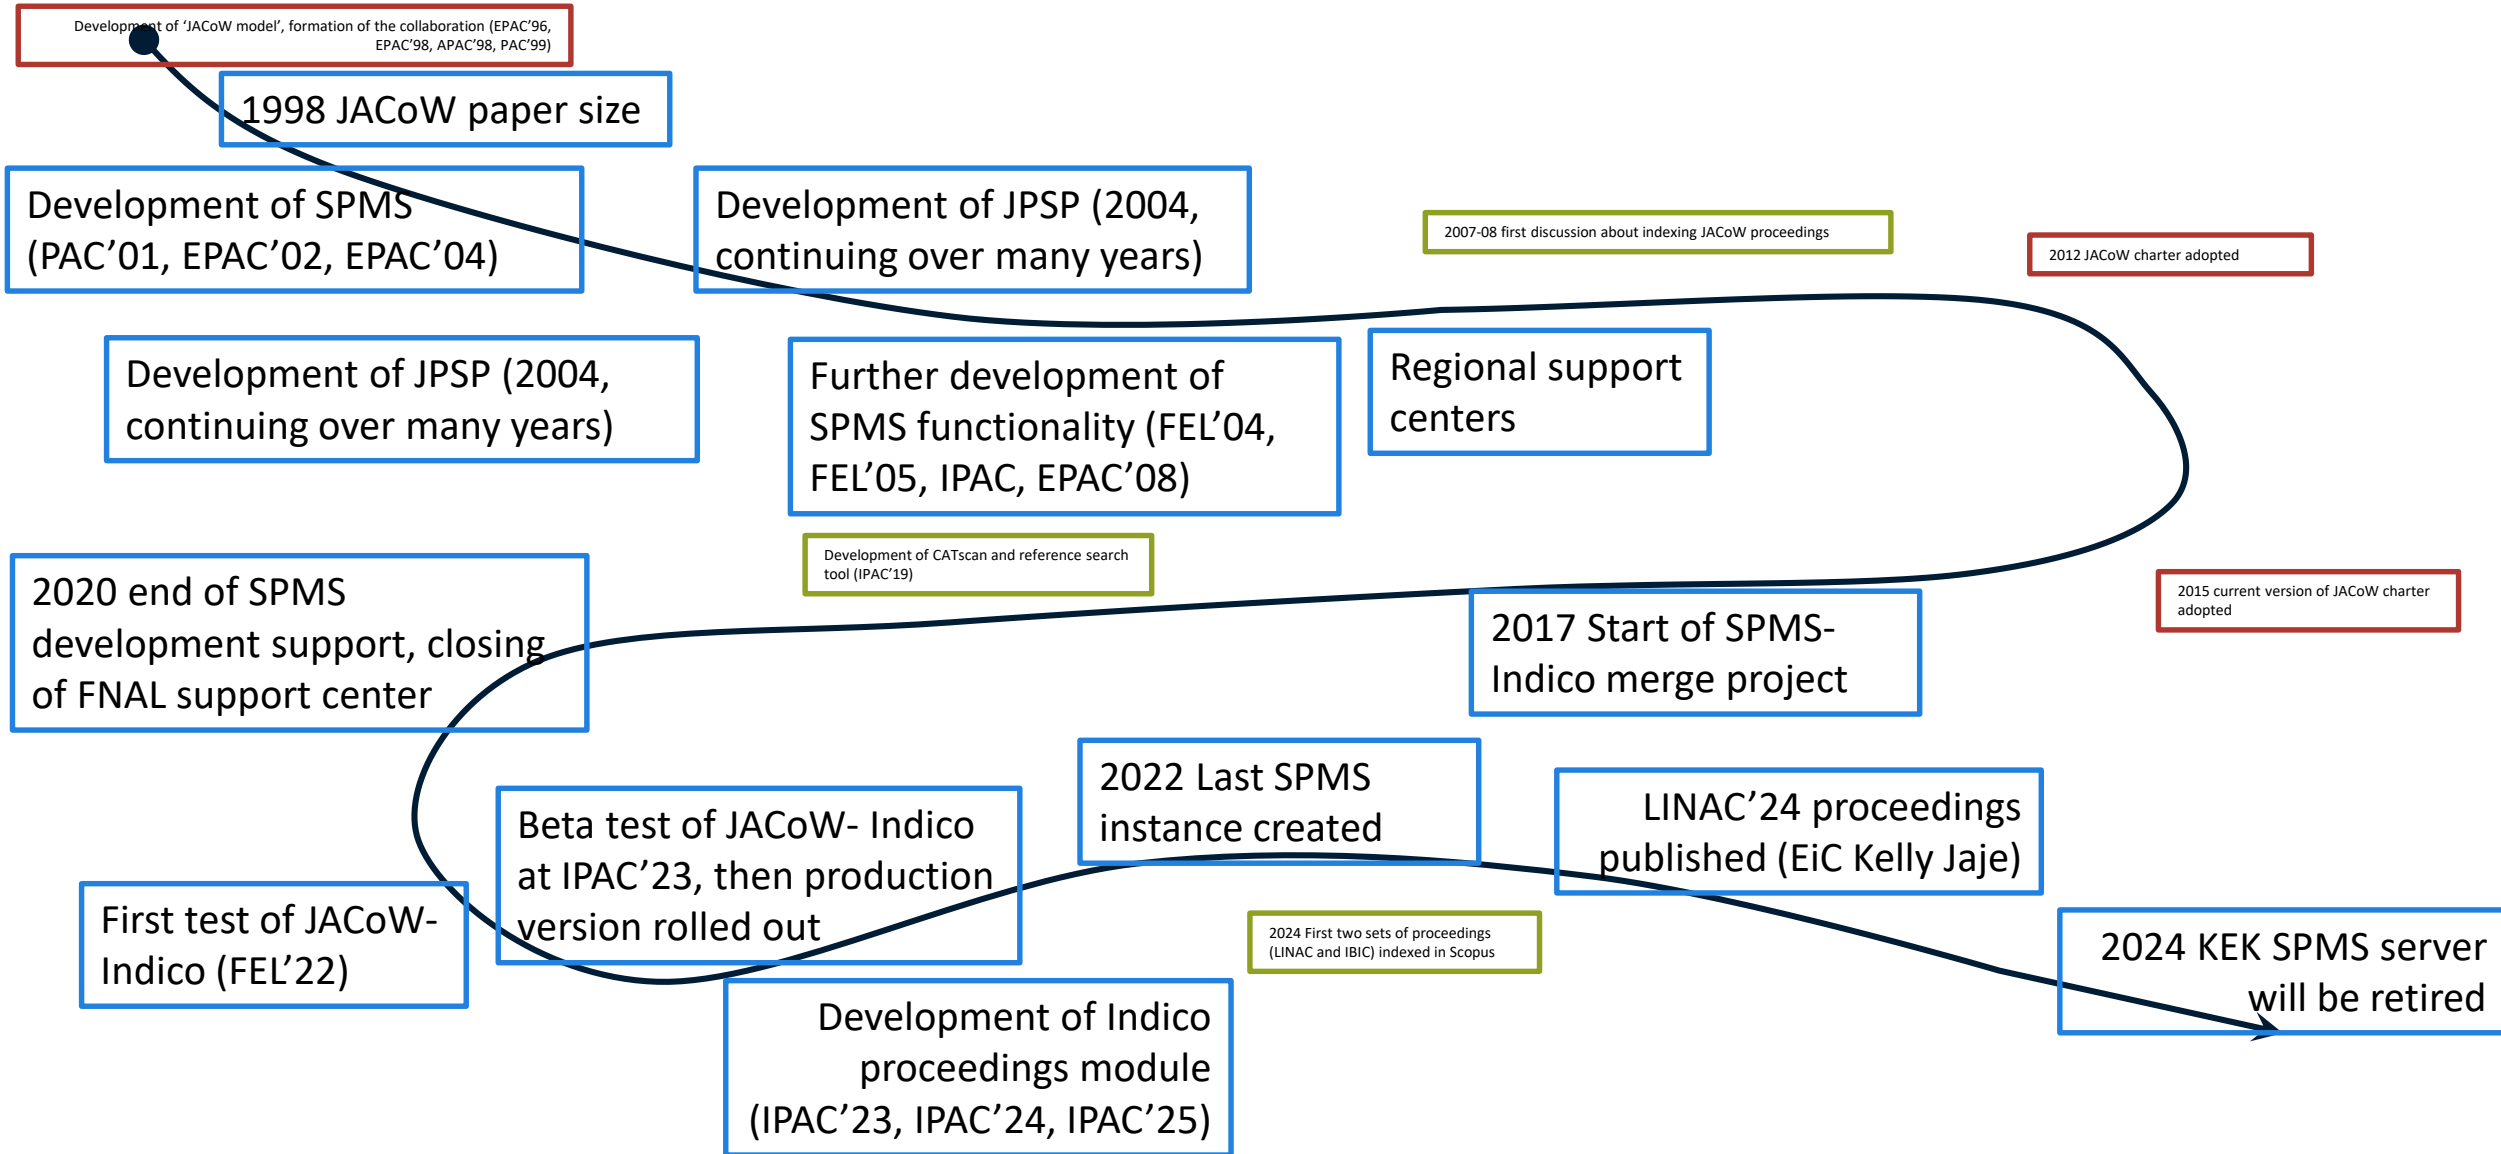 Development of ‘JACoW model’, formation of the collaboration (EPAC’96,
EPAC’98, APAC’98, PAC’99)
1998 JACoW paper size
Development of SPMS
(PAC’01, EPAC’02, EPAC’04)
Development of JPSP (2004,
continuing over many years)
2007-08 first discussion about indexing JACoW proceedings
2012 JACoW charter adopted
Development of JPSP (2004,
continuing over many years)
Further development of
SPMS functionality (FEL’04,
FEL’05, IPAC, EPAC’08)
Regional support
centers
Development of CATscan and reference search
tool (IPAC’19)
2020 end of SPMS
development support, closing
of FNAL support center
2017 Start of SPMS-
Indico merge project
2015 current version of JACoW charter
adopted
First test of JACoW-
Indico (FEL’22)
Beta test of JACoW- Indico
at IPAC’23, then production
version rolled out
2022 Last SPMS
instance created
LINAC’24 proceedings
published (EiC Kelly Jaje)
2024 First two sets of proceedings
(LINAC and IBIC) indexed in Scopus
2024 KEK SPMS server
will be retired
Development of Indico
proceedings module
(IPAC’23, IPAC’24, IPAC’25)